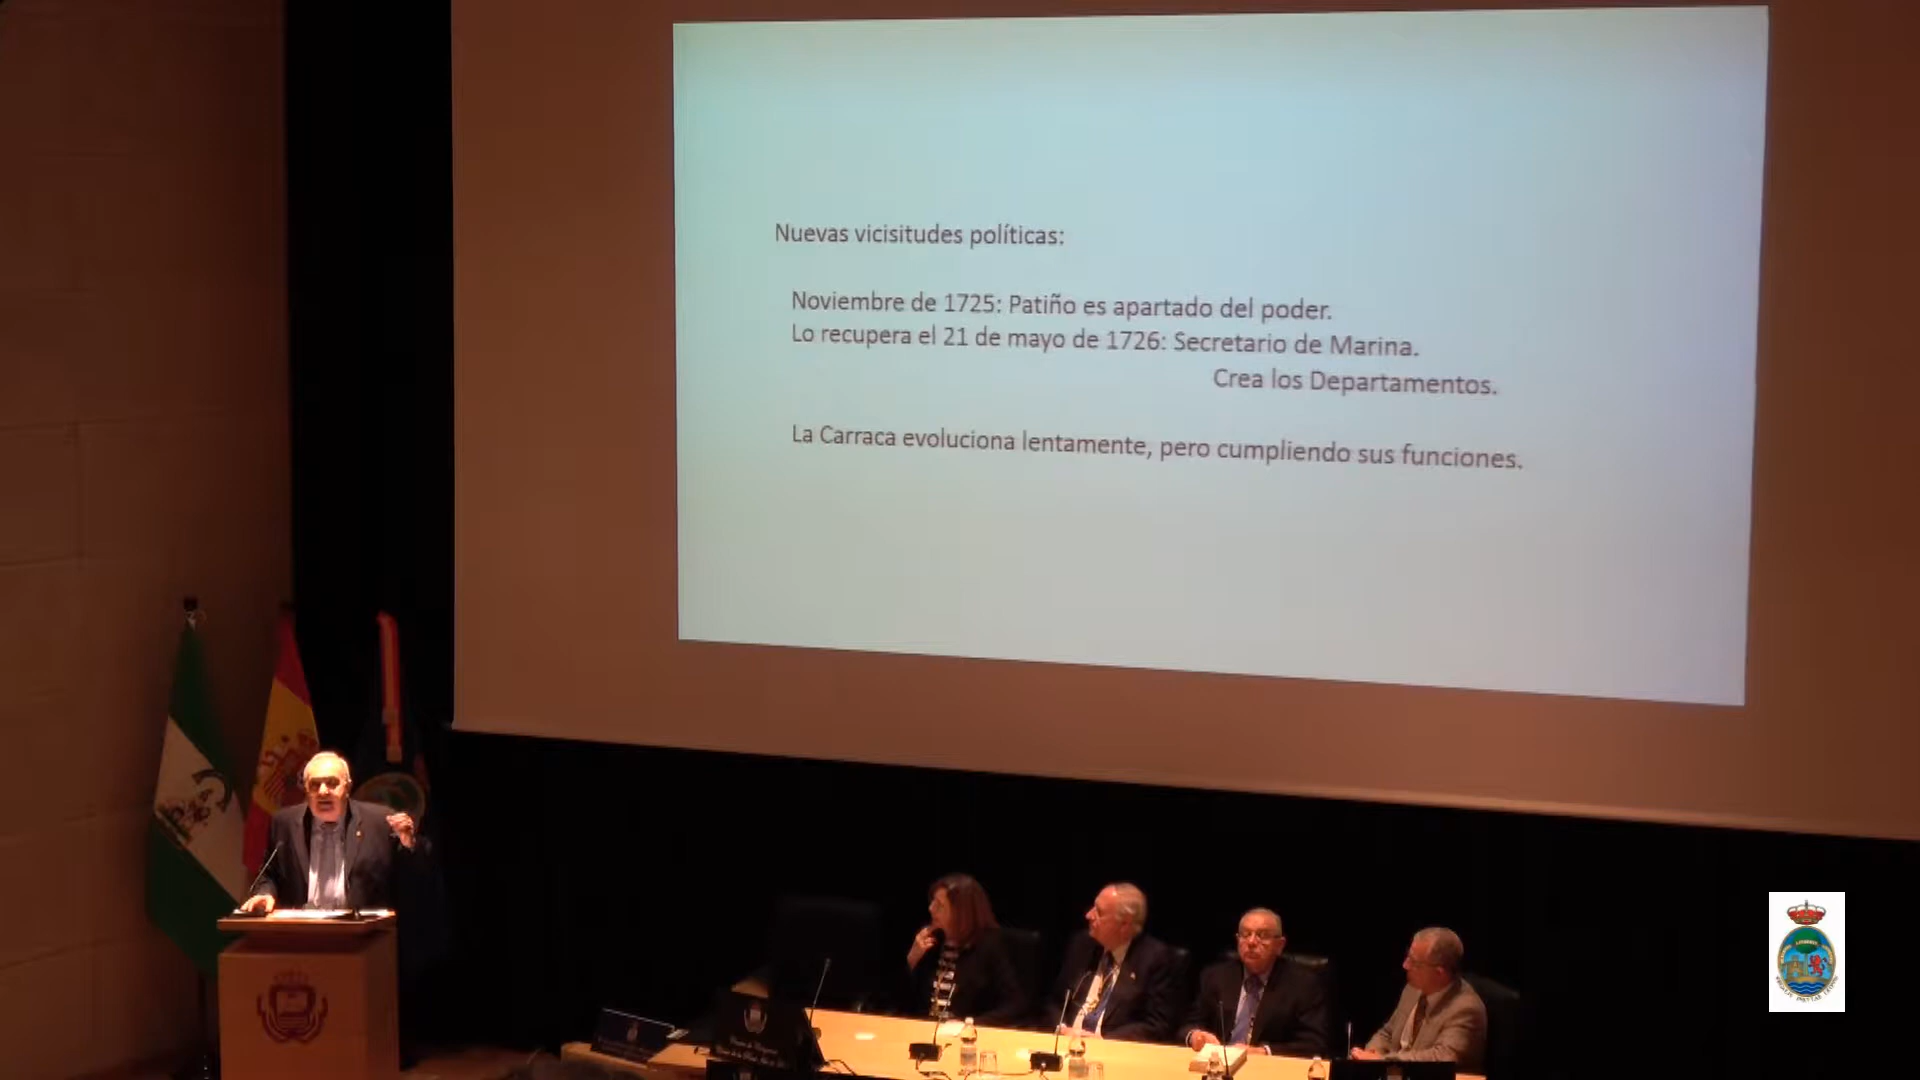 Nuevas vicisitudes políticas:
Noviembre de 1725: Patiño es apartado del poder.
Lo recupera el 21 de mayo de 1726: Secretario de Marina.
Crea los Departamentos.
La Carraca evoluciona lentamente, pero cumpliendo sus funciones.